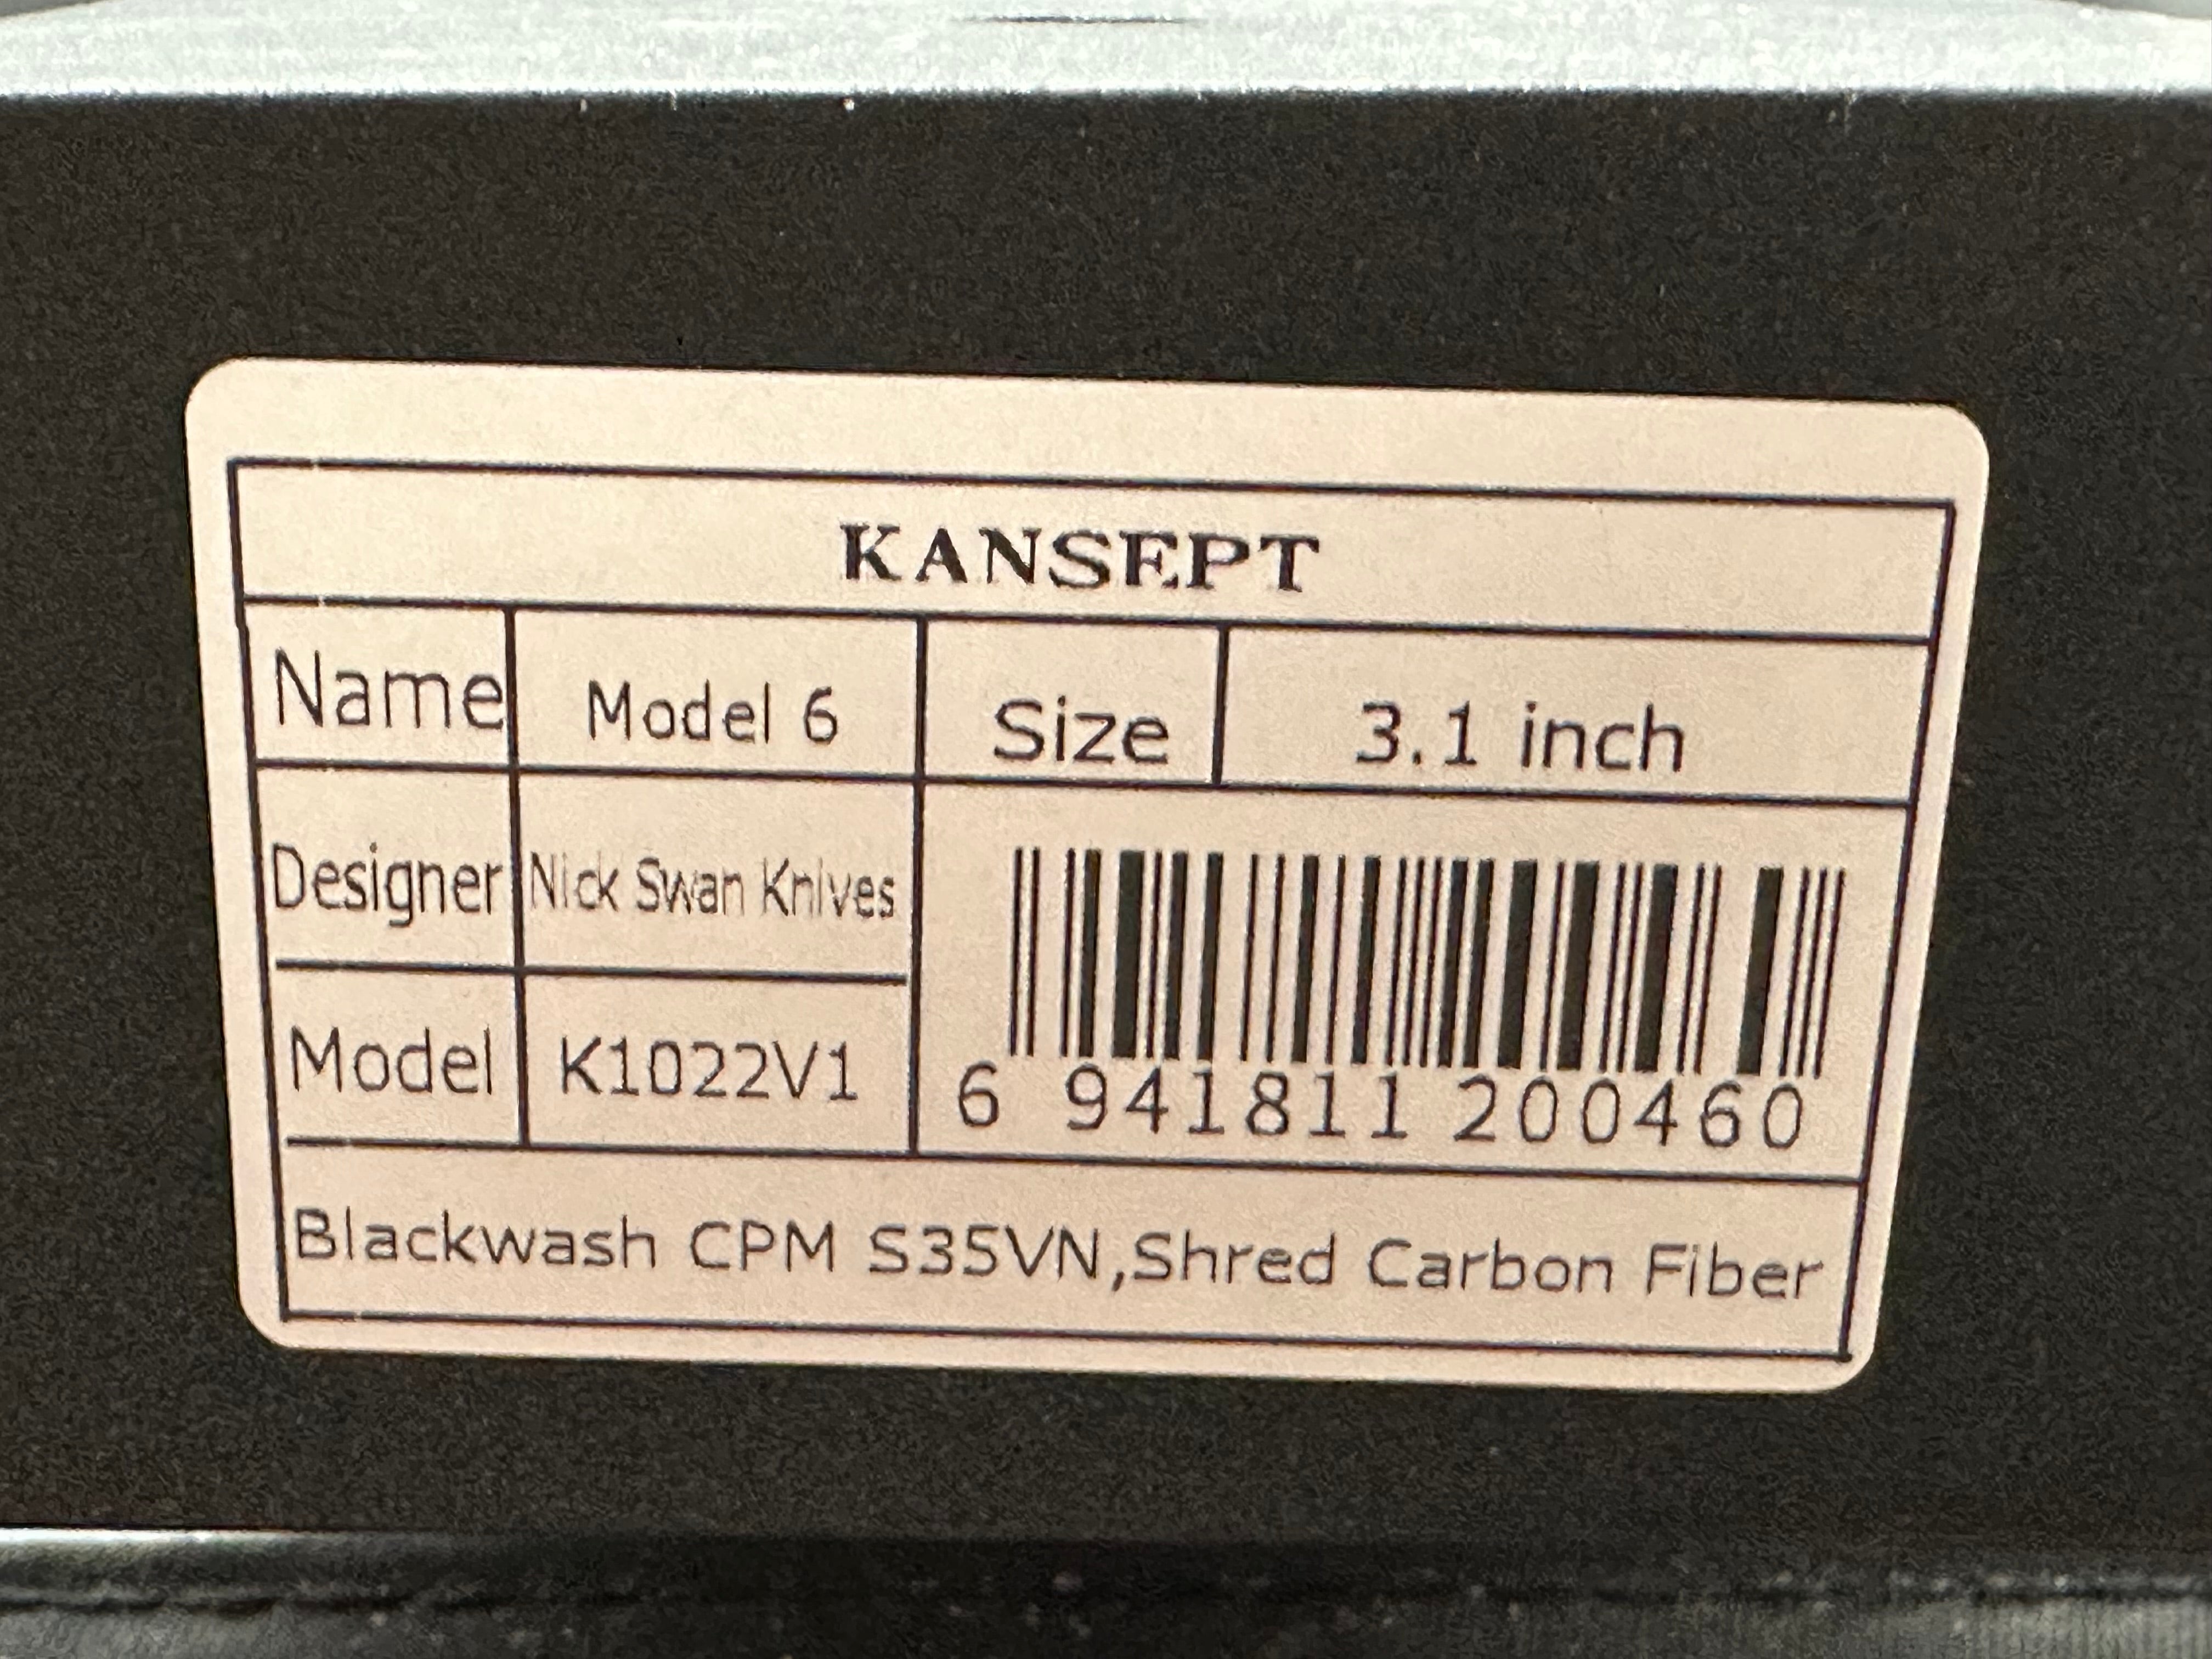 KANSEPT
Name Model 6 Size 3.1 inch
Designer Nick Swan Knives
Model K1022V1
6 941811 200460
Blackwash CPM S35VN,Shred Carbon Fiber